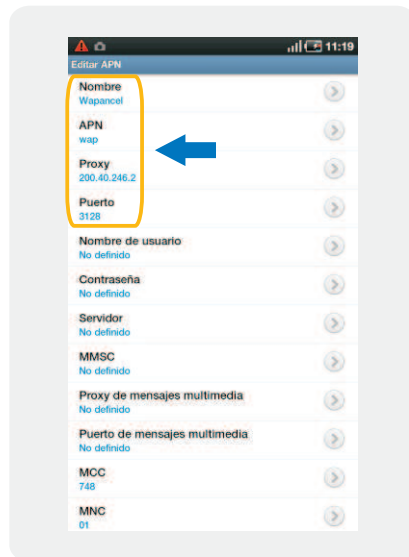 11:19
Editar APN
Nombre
Wapancel
APN
wap
Proxy
200.40.246.2
Puerto
3128
Nombre de usuario
No definido
Contraseña
No definido
Servidor
No definido
MMSC
No definido
Proxy de mensajes multimedia
No definido
Puerto de mensajes multimedia
No definido
MCC
748
MNC
01